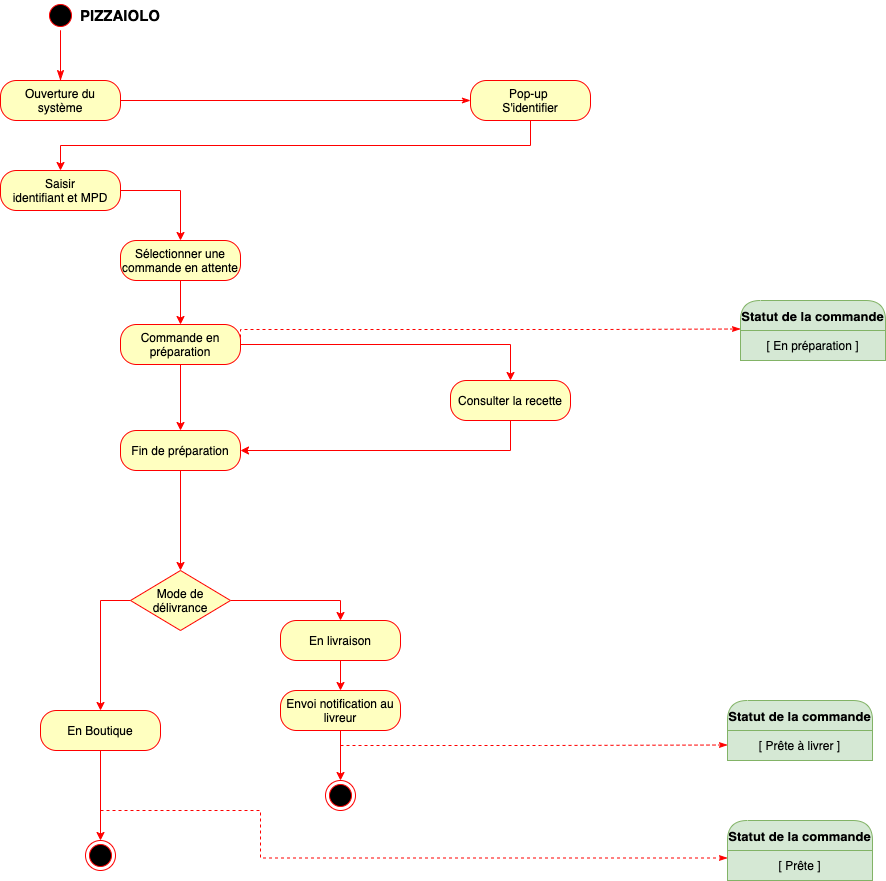 PIZZAIOLO
Ouverture du
système
Pop-up
S'identifier
Saisir
identifiant et MPD
Sélectionner une
commande en attente
Commande en
préparation
Statut de la commande
[ En préparation ]
Consulter la recette
Fin de préparation
Mode de
délivrance
En livraison
Envoi notification au
livreur
En Boutique
Statut de la commande
[ Prête à livrer ]
Statut de la commande
[ Prête ]